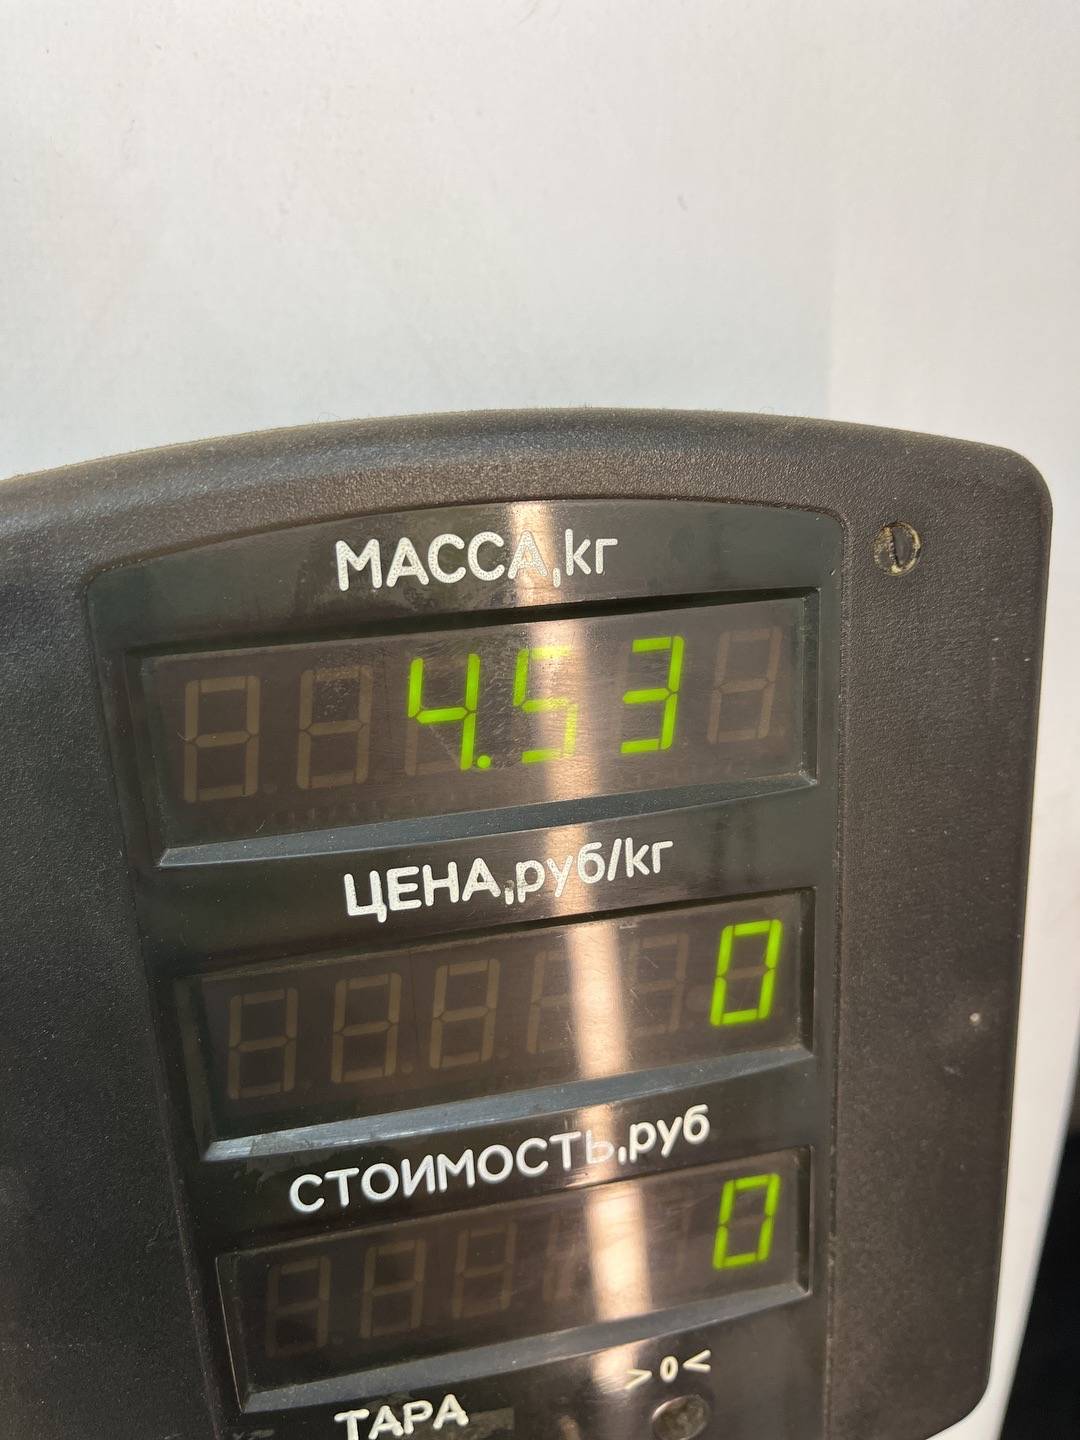 МАССА,кг
4.53
ЦЕНА,руб/кг
0
СТОИМОСТЬ,руб
0
>0<
ТАРА